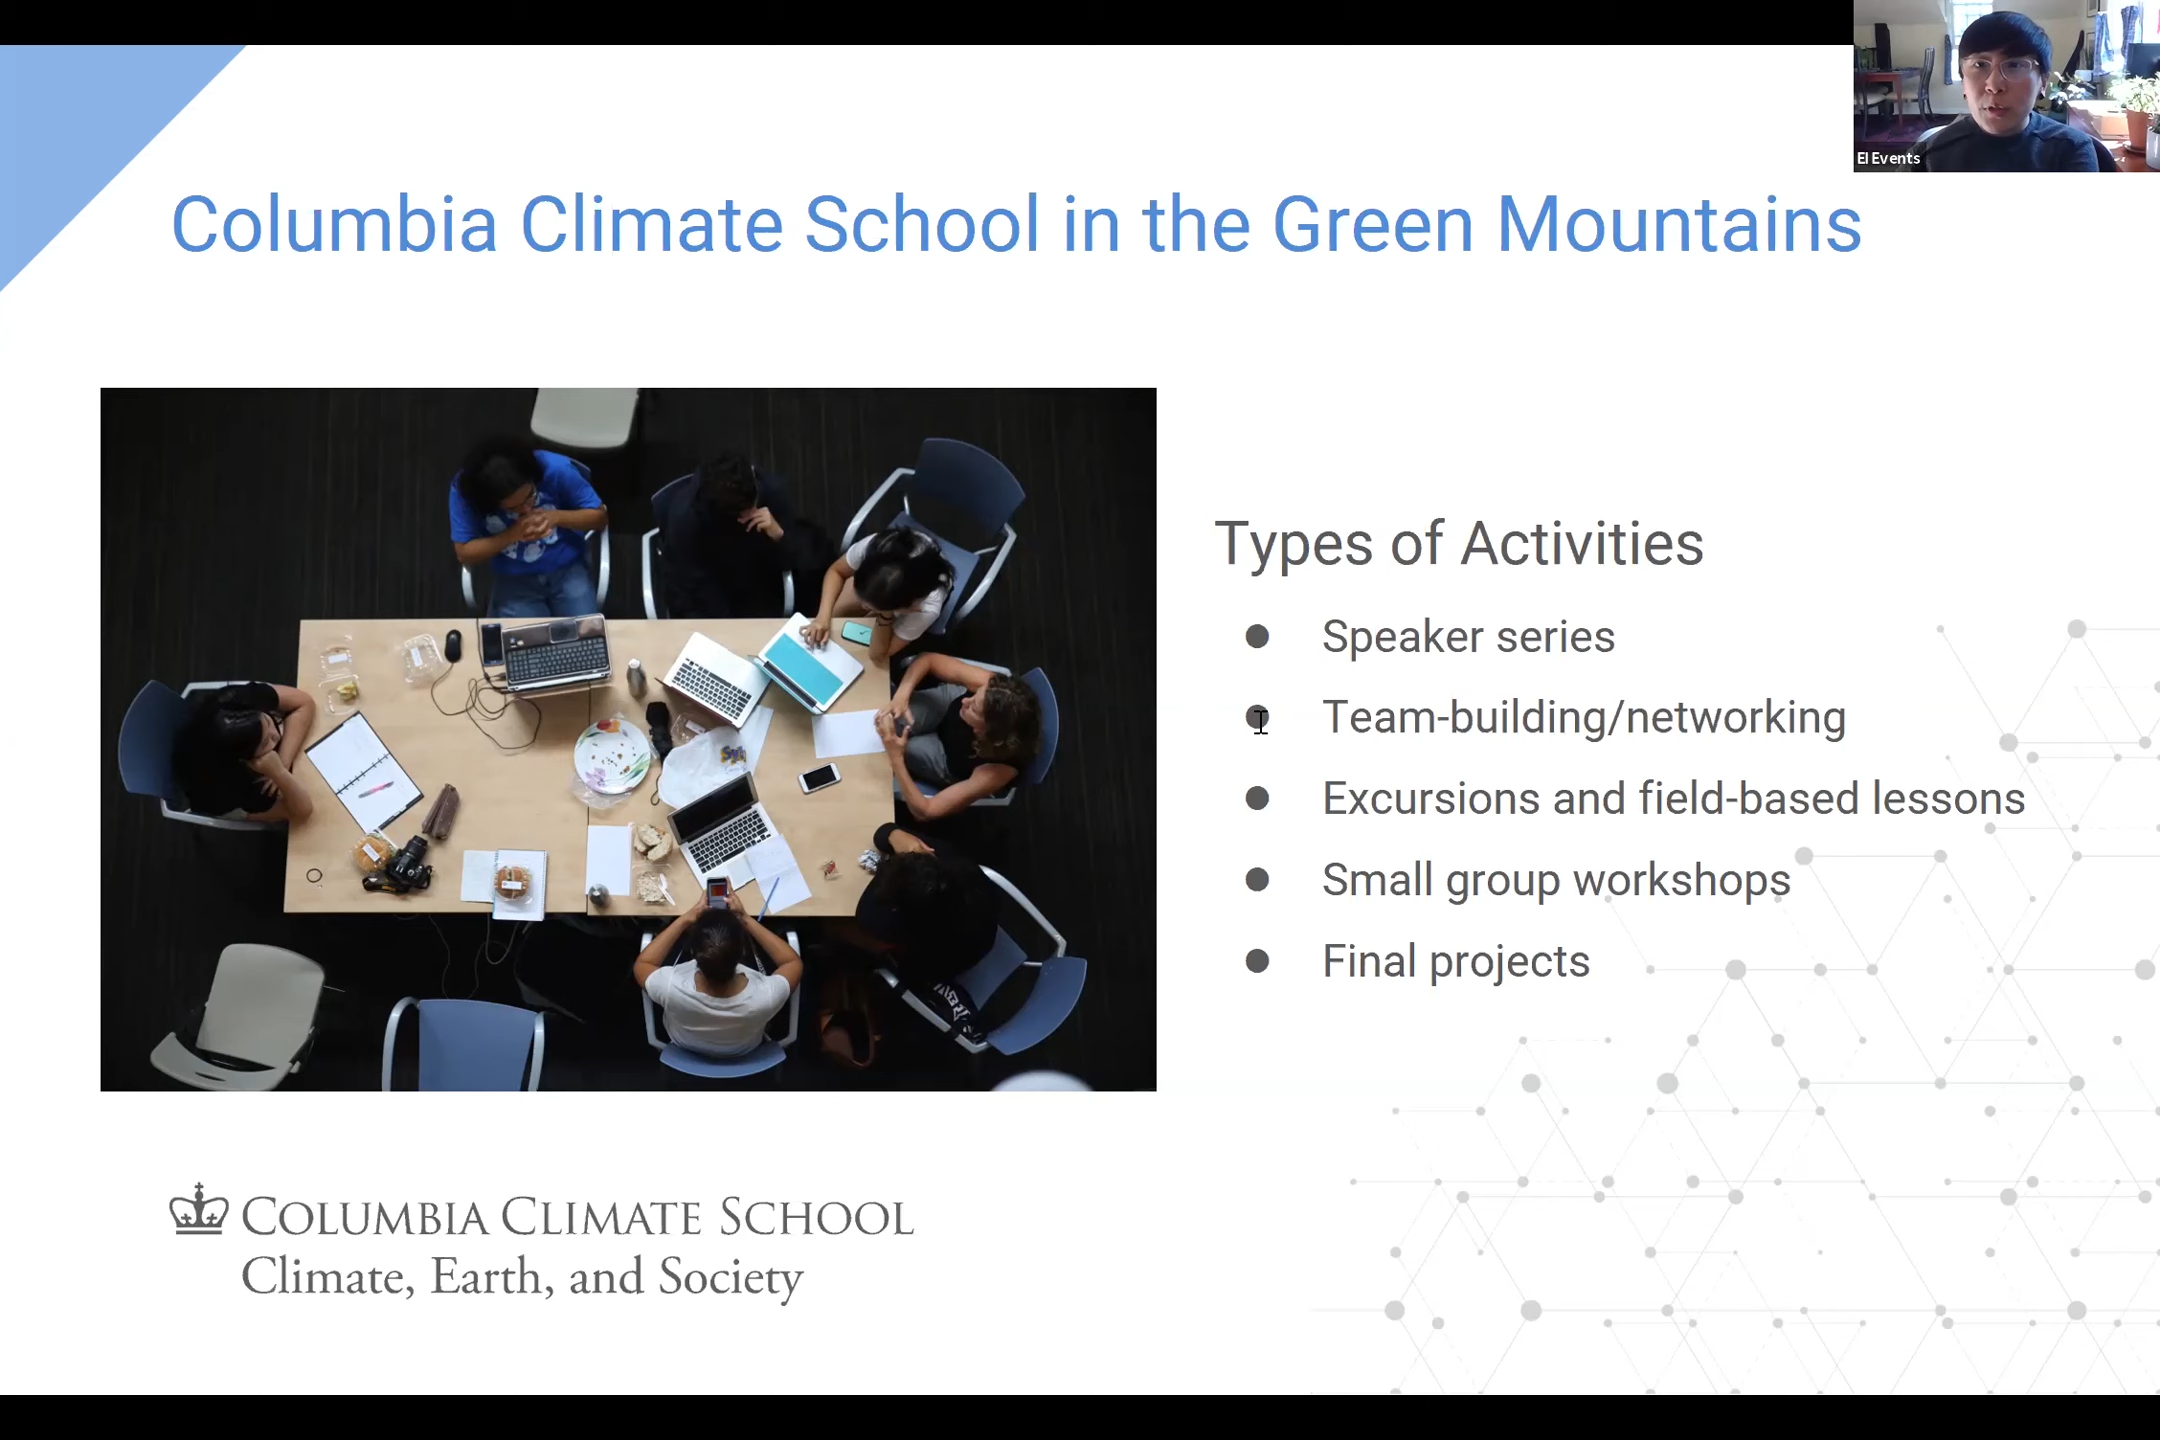 El Events
Columbia Climate School in the Green Mountains
Types of Activities
● Speaker series
● Team-building/networking
● Excursions and field-based lessons
● Small group workshops
● Final projects
COLUMBIA CLIMATE SCHOOL
Climate, Earth, and Society